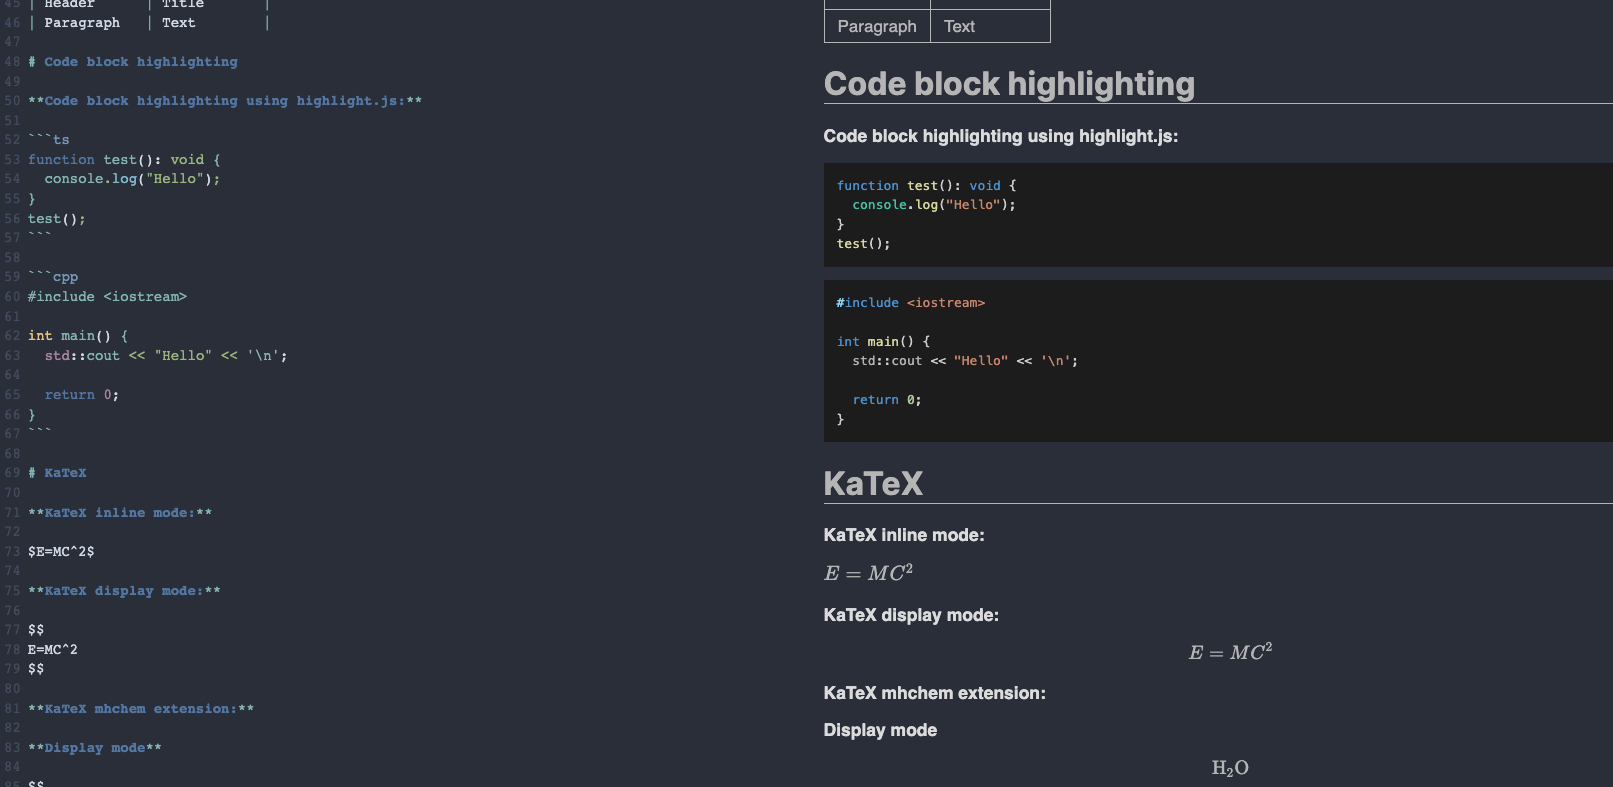 45 | Header | Title |
46 | Paragraph | Text |
47
48 # Code block highlighting
49
50 **Code block highlighting using highlight.js:**
51
52 ```ts
53 function test(): void {
54   console.log("Hello");
55 }
56 test();
57 ```
58
59 ```cpp
60 #include <iostream>
61
62 int main() {
63   std::cout << "Hello" << '\n';
64
65   return 0;
66 }
67 ```
68
69 # KaTeX
70
71 **KaTeX inline mode:**
72
73 $E=MC^2$
74
75 **KaTeX display mode:**
76
77 $$
78 E=MC^2
79 $$
80
81 **KaTeX mhchem extension:**
82
83 **Display mode**
84
85 $$
Paragraph Text
Code block highlighting
Code block highlighting using highlight.js:
function test(): void {
  console.log("Hello");
}
test();
#include <iostream>
int main() {
  std::cout << "Hello" << '\n';
  return 0;
}
KaTeX
KaTeX inline mode:
E = MC²
KaTeX display mode:
E = MC²
KaTeX mhchem extension:
Display mode
H₂O